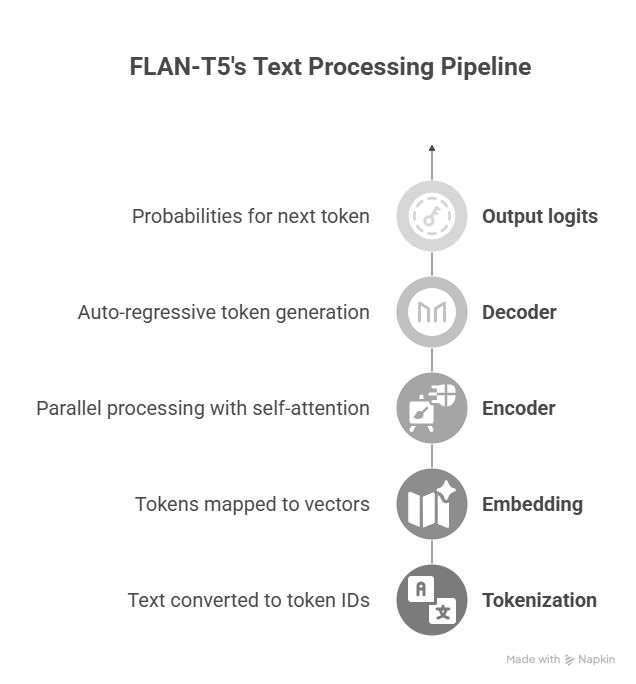 FLAN-T5's Text Processing Pipeline
Probabilities for next token
Output logits
Auto-regressive token generation
Decoder
Parallel processing with self-attention
Encoder
Tokens mapped to vectors
Embedding
Text converted to token IDs
A
文
Tokenization
Made with Napkin